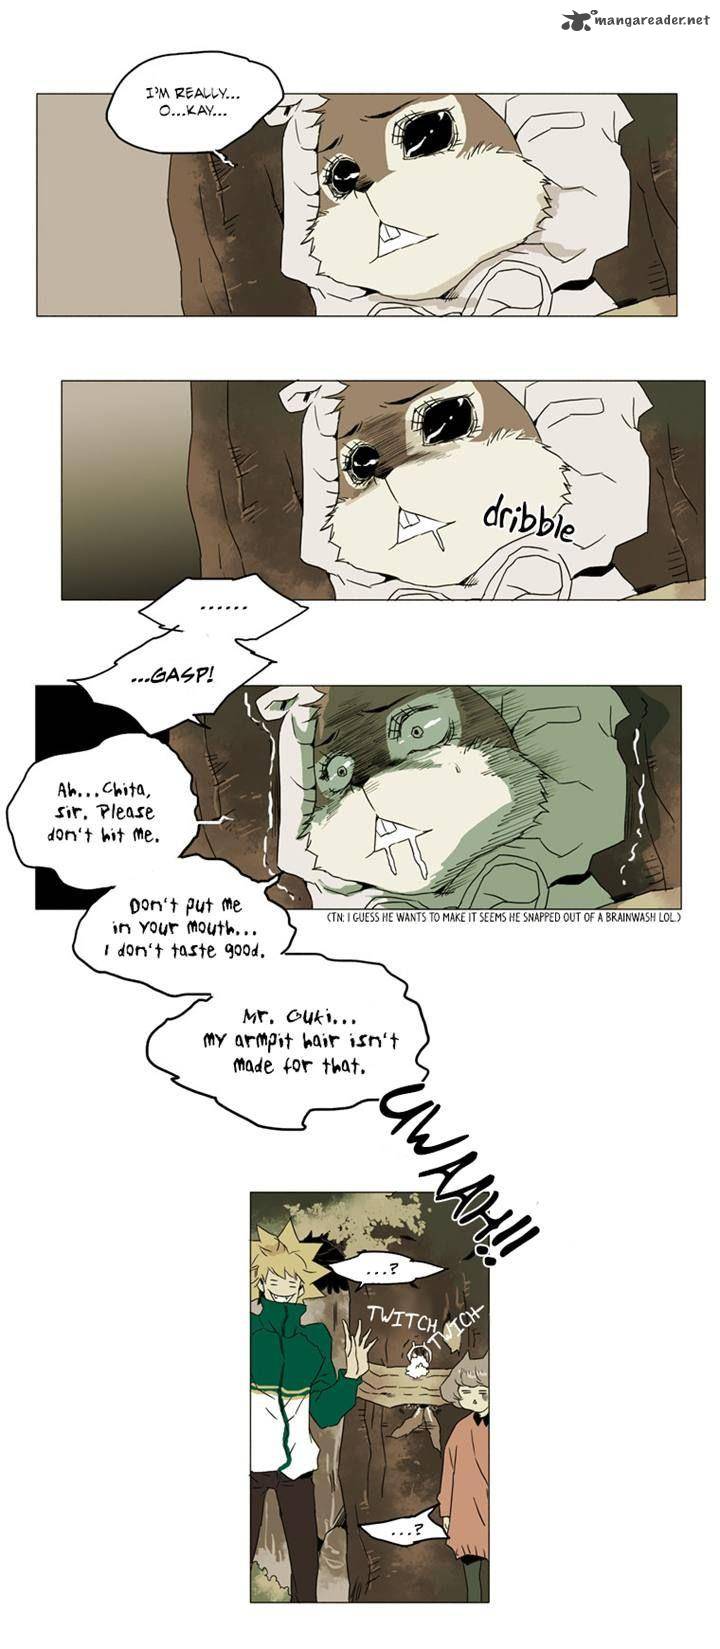 mangareader.net
I'M REALLY...
O...KAY...
dribble
......
...GASP!
Ah...Chita,
sir. Please
don't hit me.
Don't put me
in your mouth...
I don't taste good.
(TN: I GUESS HE WANTS TO MAKE IT SEEMS HE SNAPPED OUT OF A BRAINWASH LOL.)
Mr. Guki...
my armpit hair isn't
made for that.
UWAAH!!
...?
TWITCH
TWICH
...?